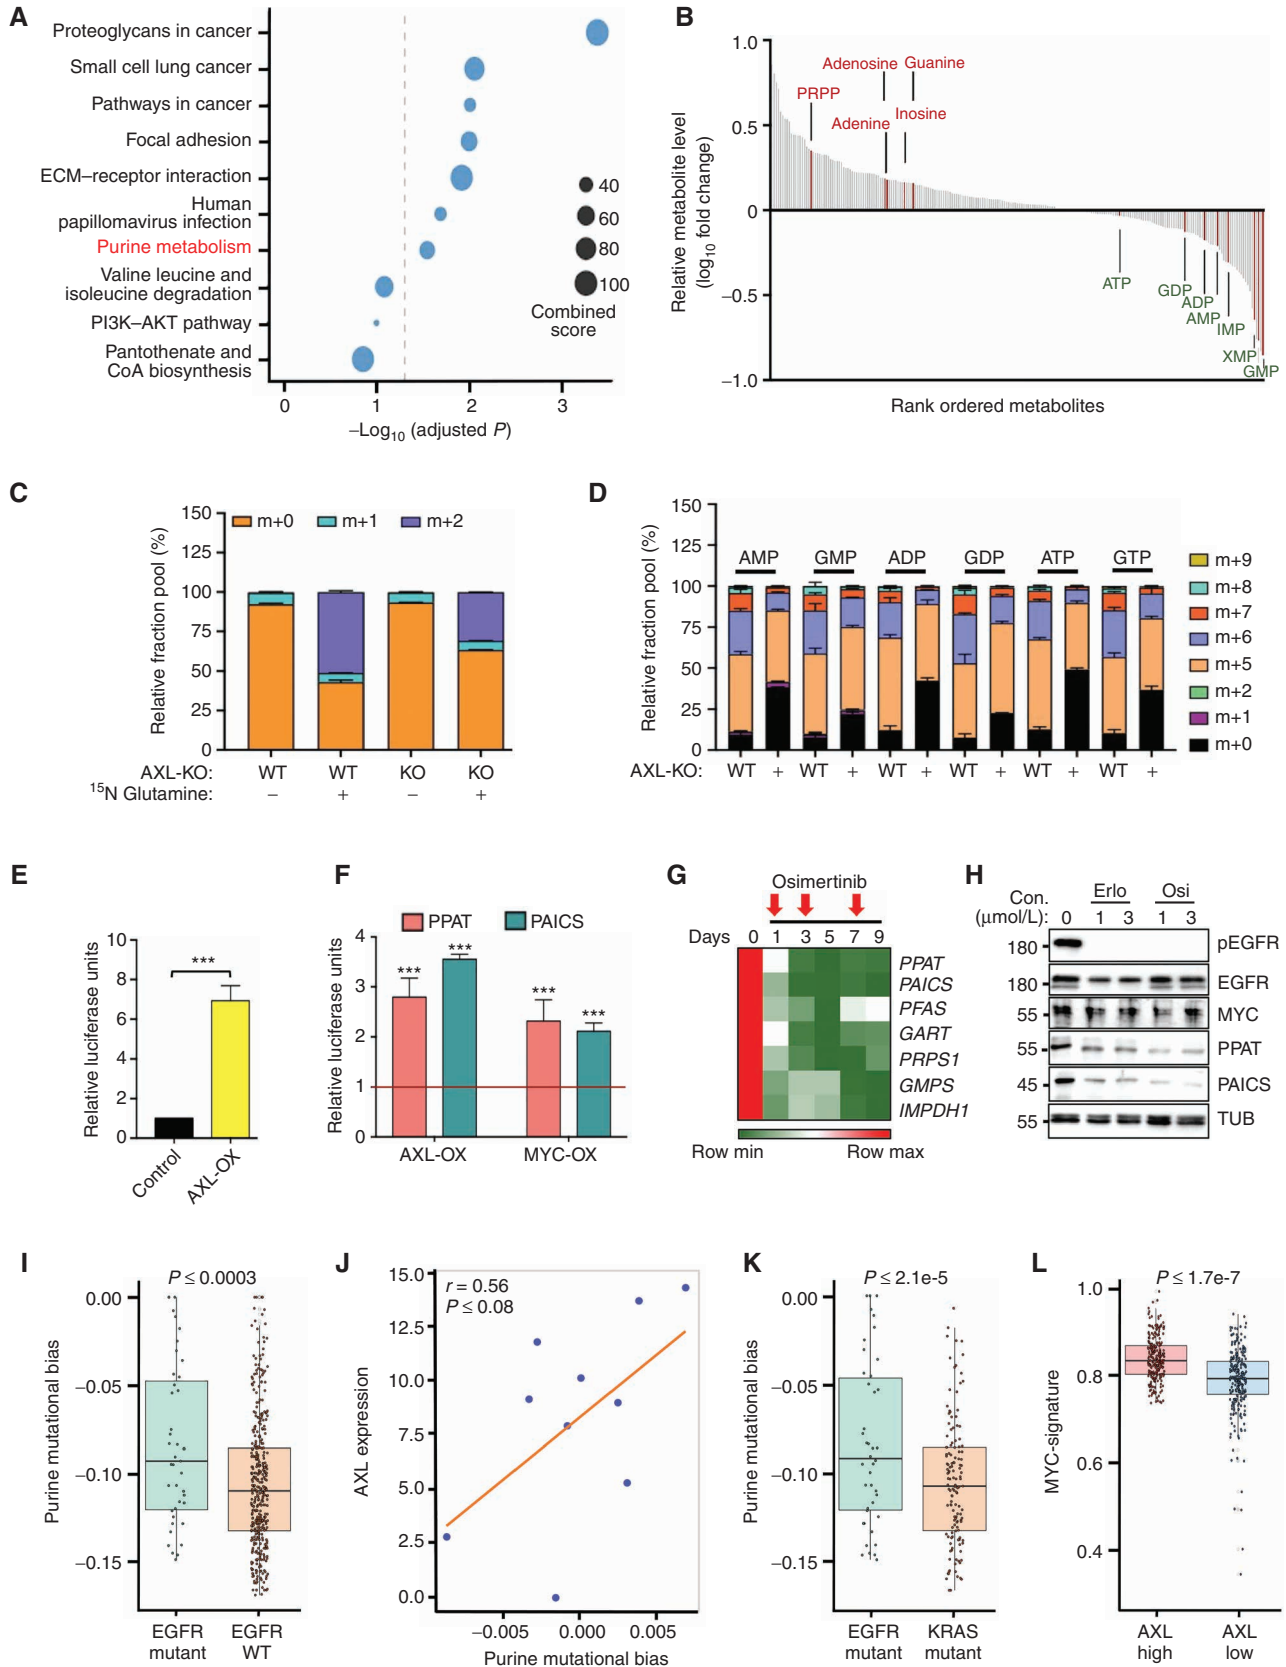 A
Proteoglycans in cancer
Small cell lung cancer
Pathways in cancer
Focal adhesion
ECM–receptor interaction
Human
papillomavirus infection
Purine metabolism
Valine leucine and
isoleucine degradation
PI3K–AKT pathway
Pantothenate and
CoA biosynthesis
40
60
80
100
Combined
score
0 1 2 3
–Log10 (adjusted P)
B
Relative metabolite level
(log10 fold change)
1.0
0.5
0
–0.5
–1.0
Adenosine Guanine
PRPP
Inosine
Adenine
ATP
GDP
ADP
AMP
IMP
XMP
GMP
Rank ordered metabolites
C
Relative fraction pool (%)
150
125
100
75
50
25
0
m+0 m+1 m+2
AXL-KO: WT WT KO KO
15N Glutamine: – + – +
D
Relative fraction pool (%)
150
125
100
75
50
25
0
AMP GMP ADP GDP ATP GTP
m+9
m+8
m+7
m+6
m+5
m+2
m+1
m+0
AXL-KO: WT + WT + WT + WT + WT + WT +
E
Relative luciferase units
10
8
6
4
2
0
***
Control
AXL-OX
F
Relative luciferase units
PPAT PAICS
4
3
2
1
0
*** *** *** ***
AXL-OX MYC-OX
G
Osimertinib
Days 0 1 3 5 7 9
PPAT
PAICS
PFAS
GART
PRPS1
GMPS
IMPDH1
Row min Row max
H
Con. Erlo Osi
(μmol/L): 0 1 3 1 3
180 pEGFR
180 EGFR
55 MYC
55 PPAT
45 PAICS
55 TUB
I
P ≤ 0.0003
Purine mutational bias
0.00
–0.05
–0.10
–0.15
EGFR
mutant
EGFR
WT
J
r = 0.56
P ≤ 0.08
AXL expression
15.0
12.5
10.0
7.5
5.0
2.5
0.0
–0.005 0.000 0.005
Purine mutational bias
K
P ≤ 2.1e-5
Purine mutational bias
0.00
–0.05
–0.10
–0.15
EGFR
mutant
KRAS
mutant
L
P ≤ 1.7e-7
MYC-signature
1.0
0.8
0.6
0.4
AXL
high
AXL
low